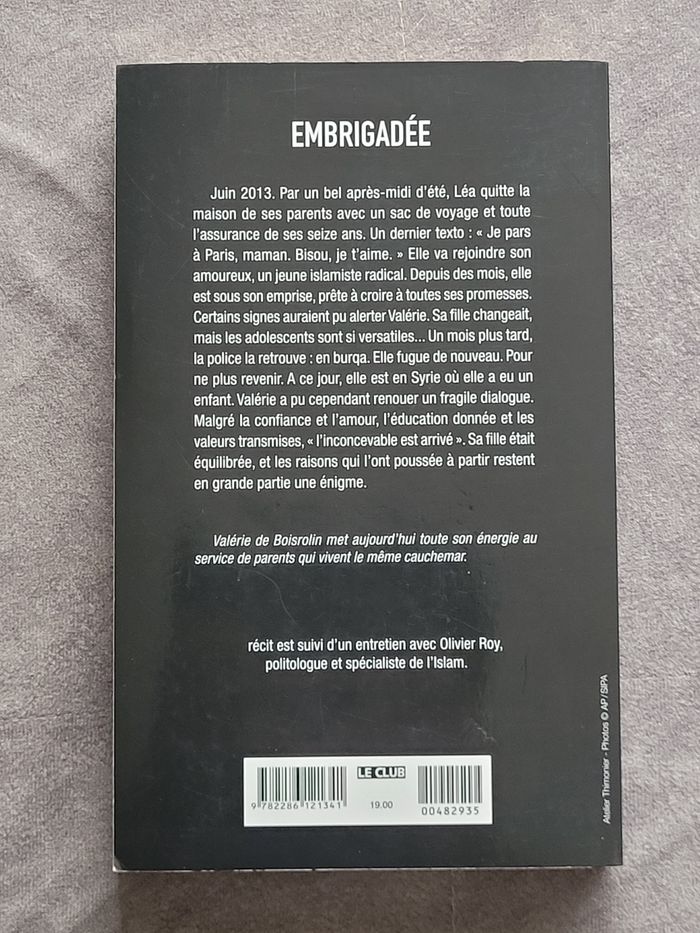 EMBRIGADÉE
Juin 2013. Par un bel après-midi d'été, Léa quitte la
maison de ses parents avec un sac de voyage et toute
l'assurance de ses seize ans. Un dernier texto : « Je pars
à Paris, maman. Bisou, je t'aime. » Elle va rejoindre son
amoureux, un jeune islamiste radical. Depuis des mois, elle
est sous son emprise, prête à croire à toutes ses promesses.
Certains signes auraient pu alerter Valérie. Sa fille changeait,
mais les adolescents sont si versatiles... Un mois plus tard,
la police la retrouve : en burqa. Elle fugue de nouveau. Pour
ne plus revenir. A ce jour, elle est en Syrie où elle a eu un
enfant. Valérie a pu cependant renouer un fragile dialogue.
Malgré la confiance et l'amour, l'éducation donnée et les
valeurs transmises, « l'inconcevable est arrivé ». Sa fille était
équilibrée, et les raisons qui l'ont poussée à partir restent
en grande partie une énigme.
Valérie de Boisrolin met aujourd'hui toute son énergie au
service de parents qui vivent le même cauchemar.
récit est suivi d'un entretien avec Olivier Roy,
politologue et spécialiste de l'Islam.
Atelier Thimonier - Photos © AP / SIPA
LE CLUB
9 782286 121341
19.00
00482935